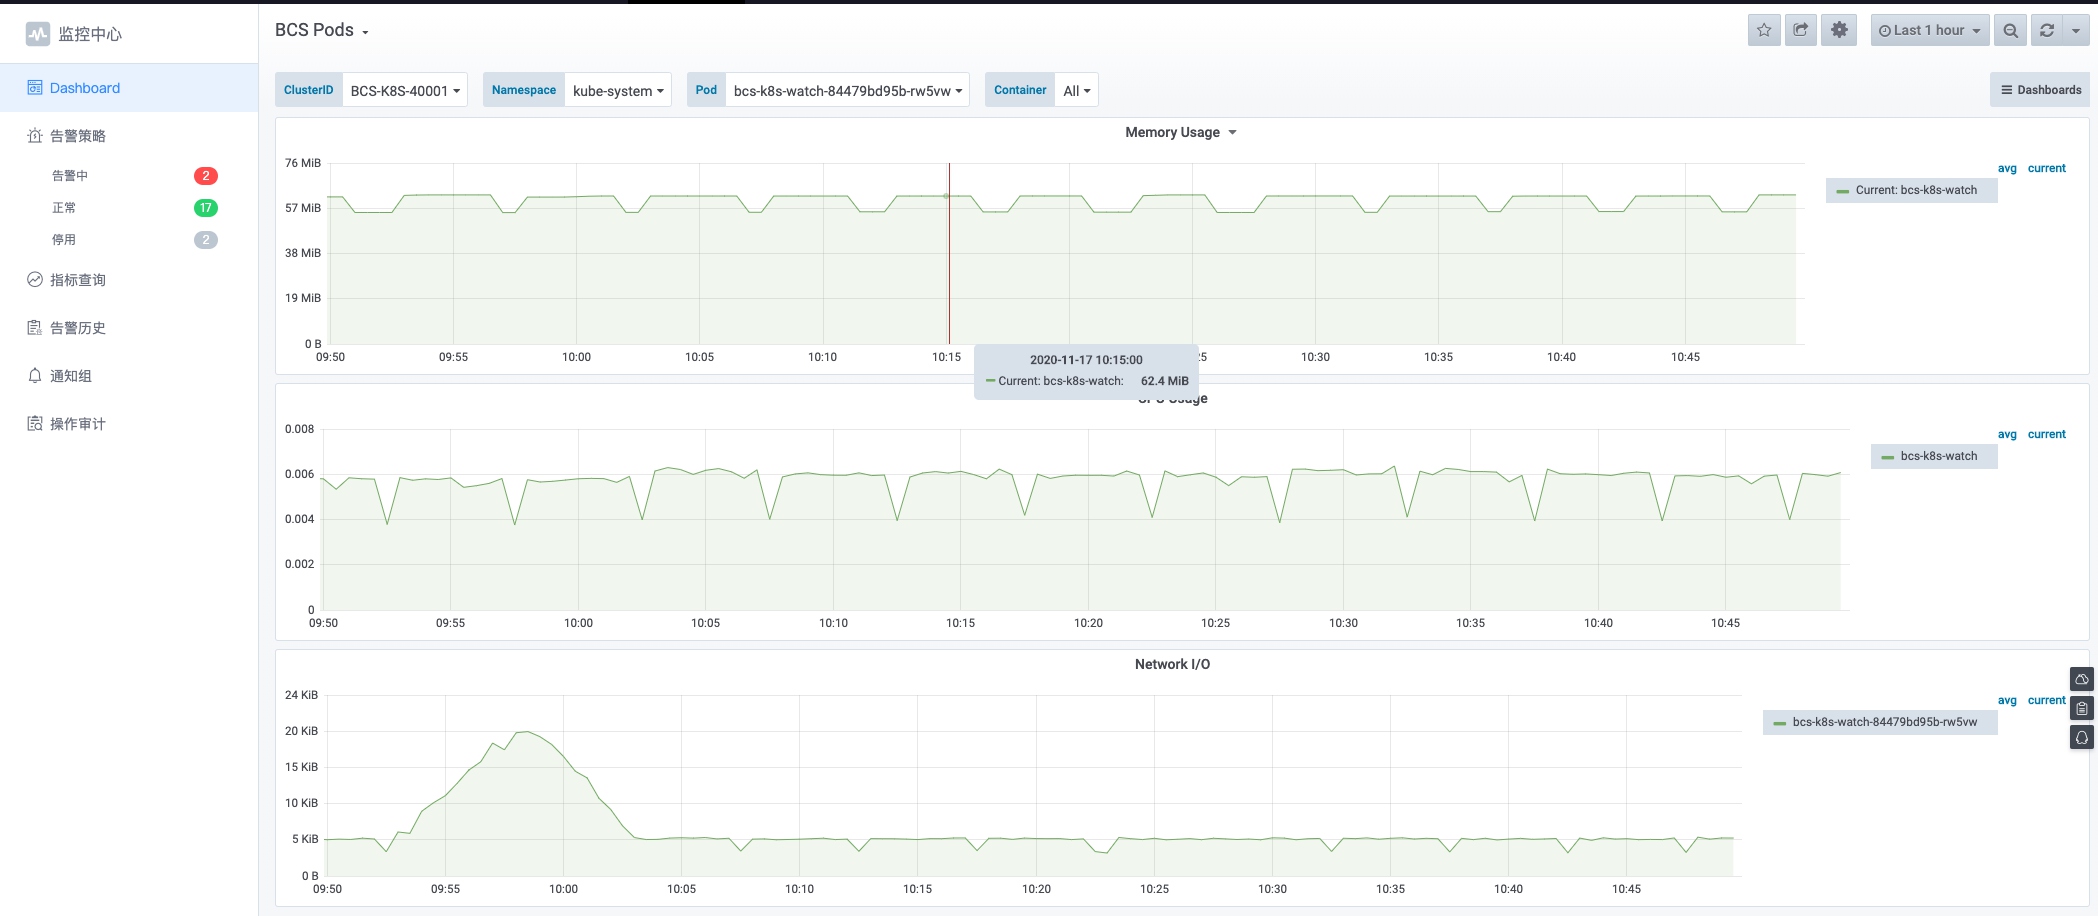 监控中心
BCS Pods
Last 1 hour
Dashboard
告警策略
告警中 2
正常 17
停用 2
指标查询
告警历史
通知组
操作审计
ClusterID BCS-K8S-40001 Namespace kube-system Pod bcs-k8s-watch-84479bd95b-rw5vw Container All Dashboards
Memory Usage
76 MiB
57 MiB
38 MiB
19 MiB
0 B
09:50 09:55 10:00 10:05 10:10 10:15 10:30 10:35 10:40 10:45
avg current
Current: bcs-k8s-watch
2020-11-17 10:15:00
Current: bcs-k8s-watch: 62.4 MiB
Usage
0.008
0.006
0.004
0.002
0
09:50 09:55 10:00 10:05 10:10 10:15 10:20 10:25 10:30 10:35 10:40 10:45
avg current
bcs-k8s-watch
Network I/O
24 KiB
20 KiB
15 KiB
10 KiB
5 KiB
0 B
09:50 09:55 10:00 10:05 10:10 10:15 10:20 10:25 10:30 10:35 10:40 10:45
avg current
bcs-k8s-watch-84479bd95b-rw5vw